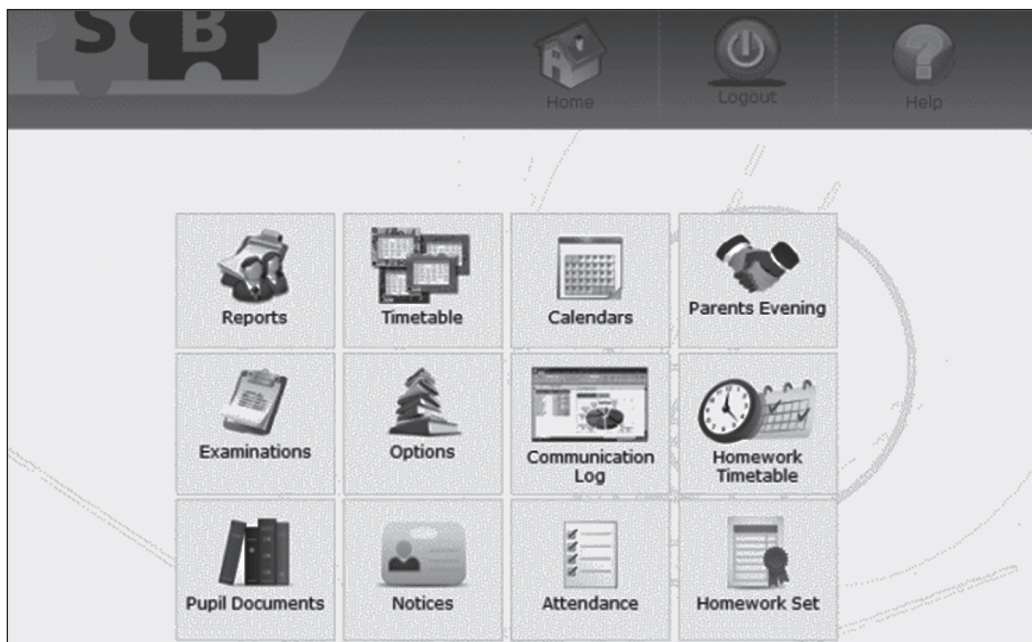 S B
Home
Logout
Help
Reports
Timetable
Calendars
Parents Evening
Examinations
Options
Communication
Log
Homework
Timetable
Pupil Documents
Notices
Attendance
Homework Set